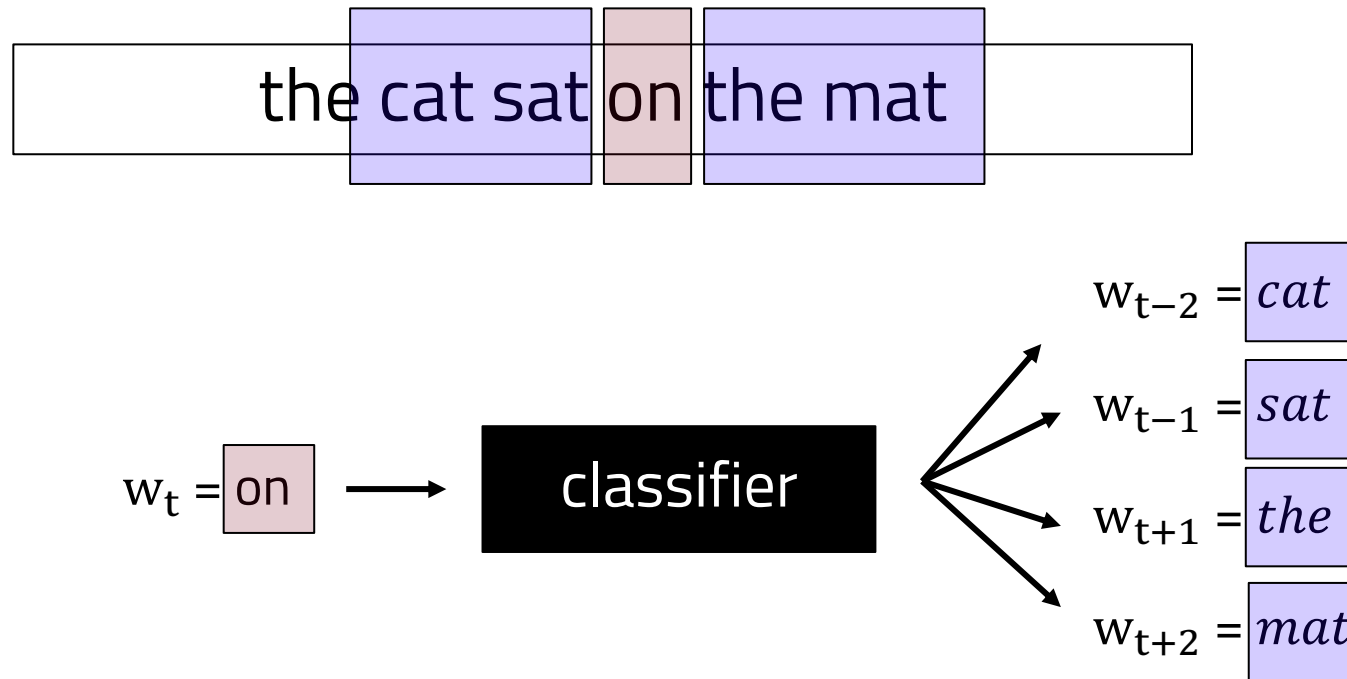 the cat sat on the mat
wₜ₋₂ = cat
wₜ₋₁ = sat
wₜ = on
classifier
wₜ₊₁ = the
wₜ₊₂ = mat